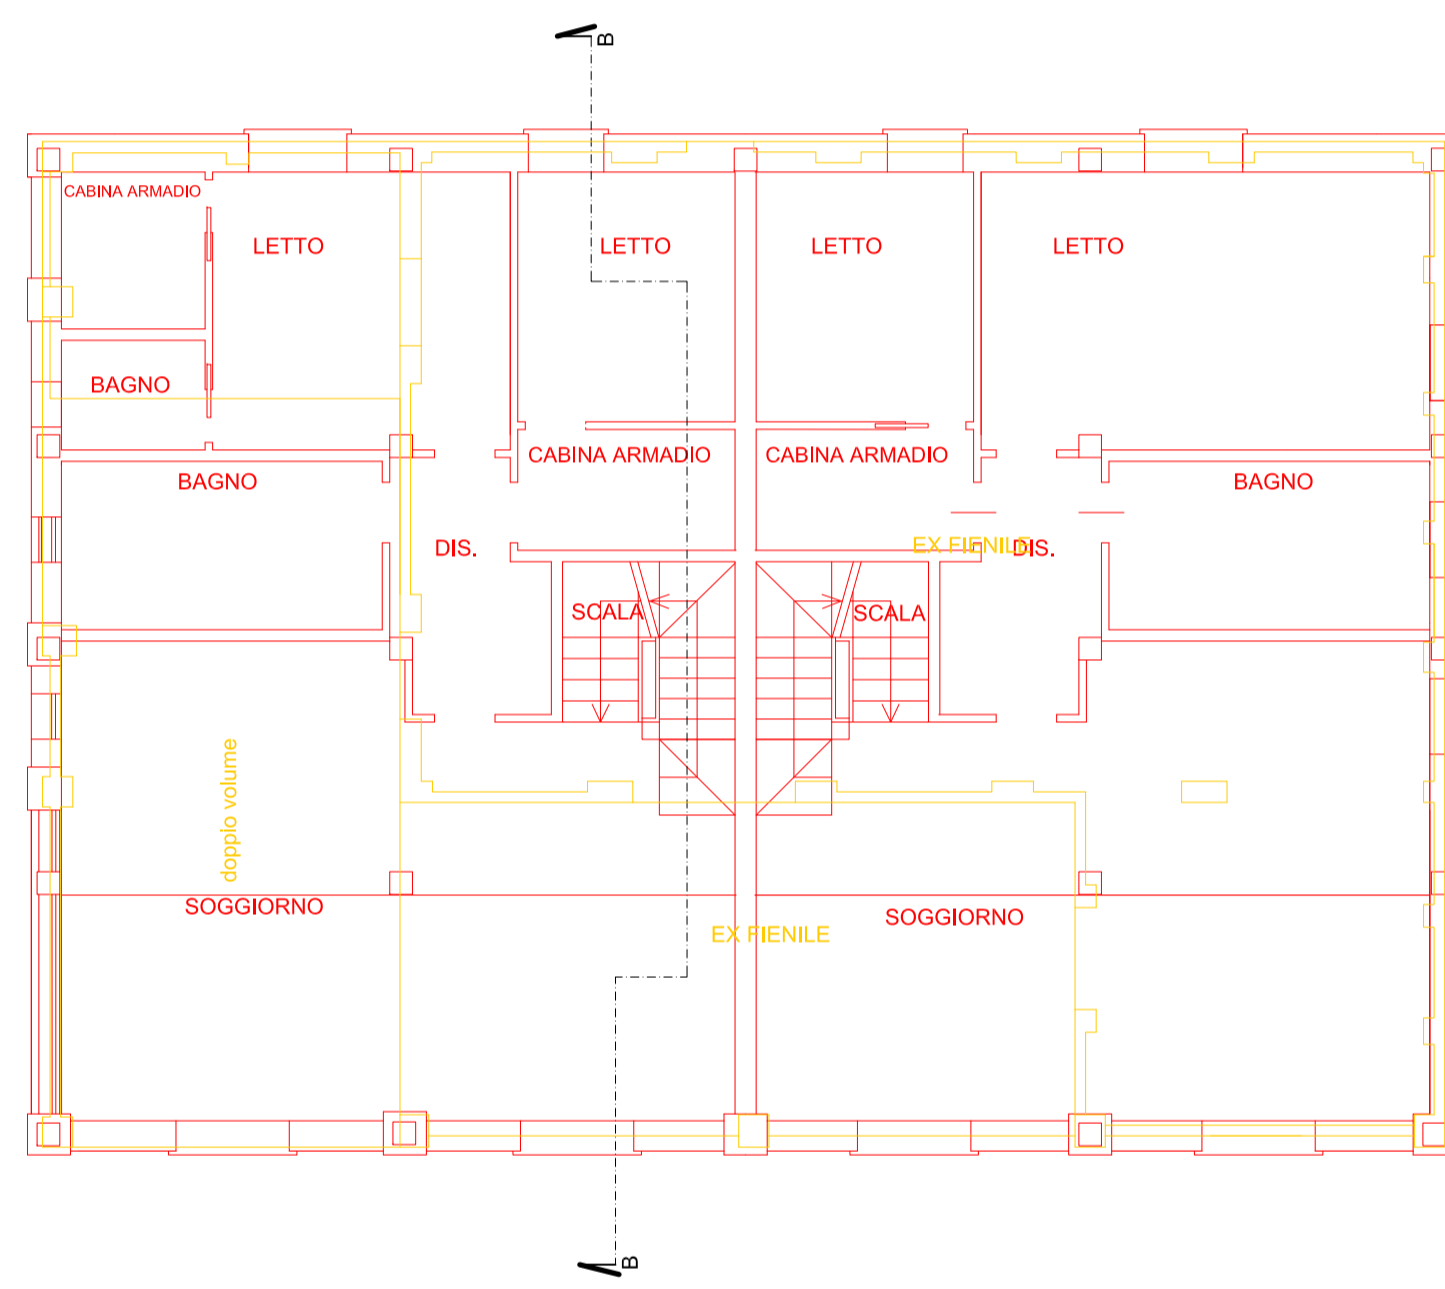 B
CABINA ARMADIO
LETTO
LETTO
LETTO
LETTO
BAGNO
CABINA ARMADIO
CABINA ARMADIO
BAGNO
BAGNO
DIS.
EX FIENILE
DIS.
SCALA
SCALA
doppio volume
SOGGIORNO
SOGGIORNO
EX FIENILE
B